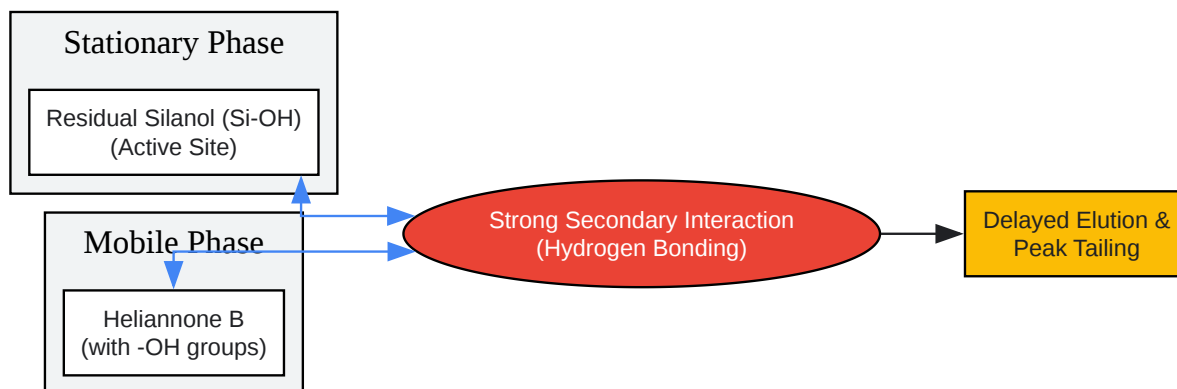 Stationary Phase
Residual Silanol (Si-OH)
(Active Site)
Mobile Phase
Heliannone B
(with -OH groups)
Strong Secondary Interaction
(Hydrogen Bonding)
Delayed Elution &
Peak Tailing